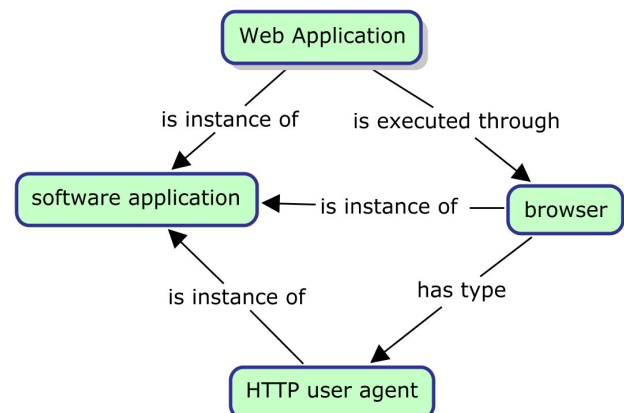 Web Application
is instance of
is executed through
software application
is instance of
browser
is instance of
has type
HTTP user agent